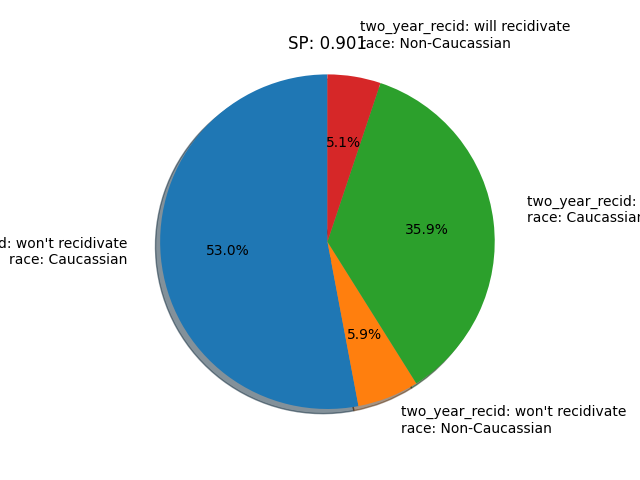 two_year_recid: will recidivate
race: Non-Caucassian
SP: 0.901
5.1%
two_year_recid:
race: Caucassian
35.9%
d: won't recidivate
race: Caucassian
53.0%
5.9%
two_year_recid: won't recidivate
race: Non-Caucassian